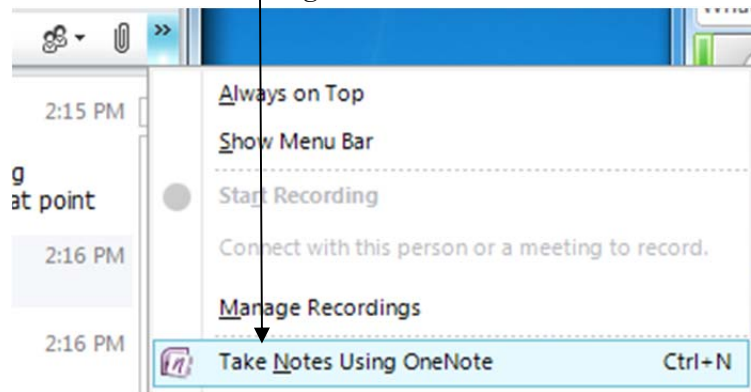 »
2:15 PM
Always on Top
Show Menu Bar
g
at point
Start Recording
2:16 PM
Connect with this person or a meeting to record.
Manage Recordings
2:16 PM
Take Notes Using OneNote Ctrl+N